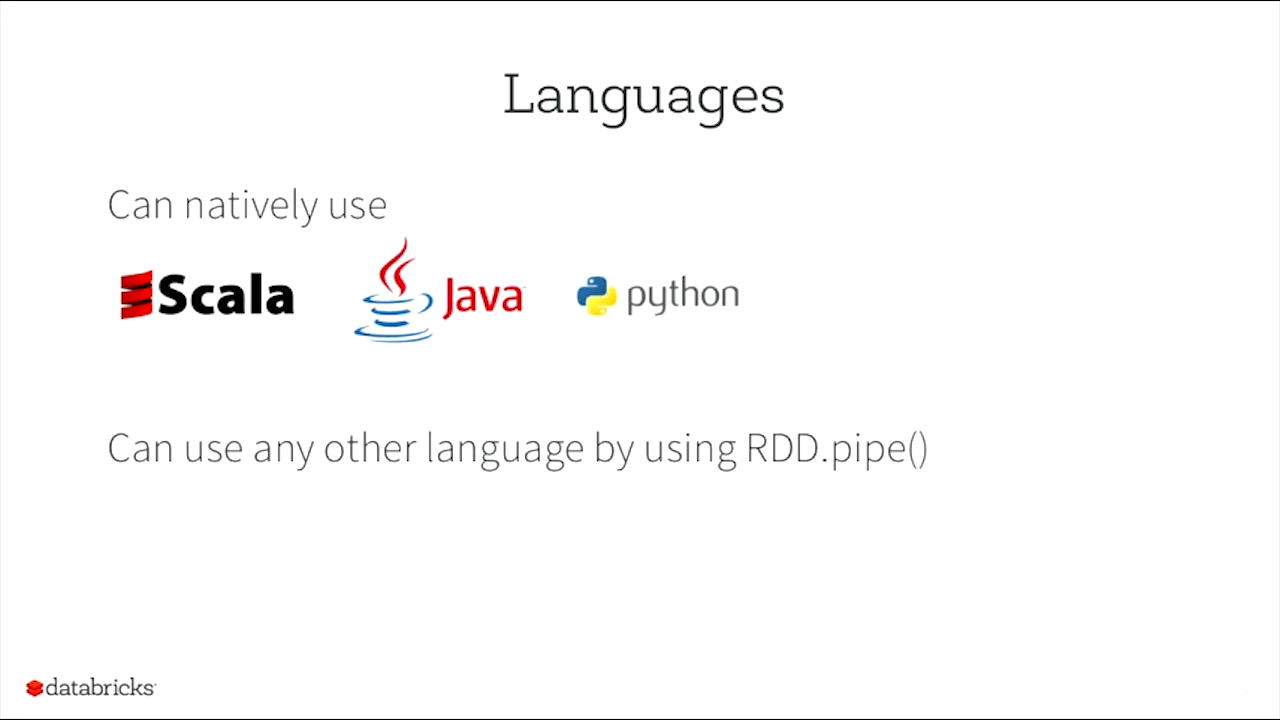 Languages
Can natively use
Scala Java python
Can use any other language by using RDD.pipe()
databricks